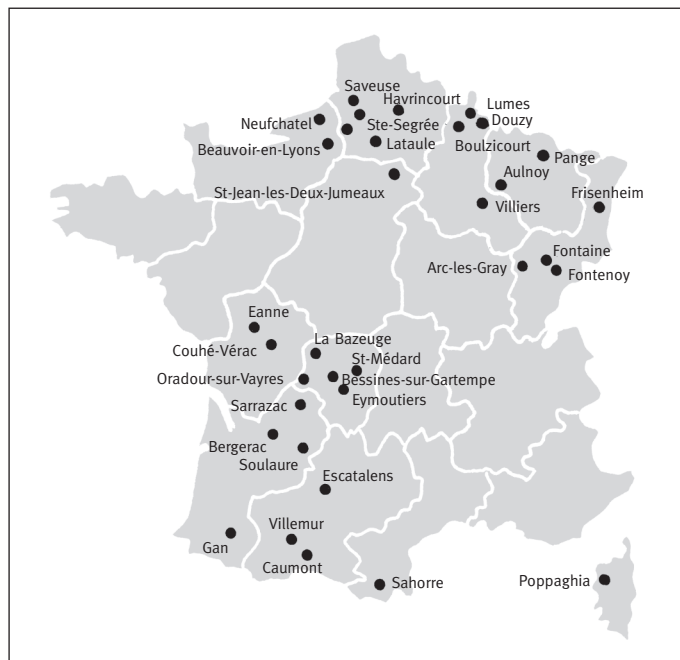 Saveuse
Havrincourt
Lumes
Neufchatel
Ste-Segrée
Douzy
Beauvoir-en-Lyons
Lataule
Boulzicourt
Pange
Aulnoy
St-Jean-les-Deux-Jumeaux
Frisenheim
Villiers
Fontaine
Arc-les-Gray
Fontenoy
Eanne
La Bazeuge
Couhé-Vérac
St-Médard
Oradour-sur-Vayres
Bessines-sur-Gartempe
Eymoutiers
Sarrazac
Bergerac
Soulaure
Escatalens
Villemur
Gan
Caumont
Sahorre
Poppaghia